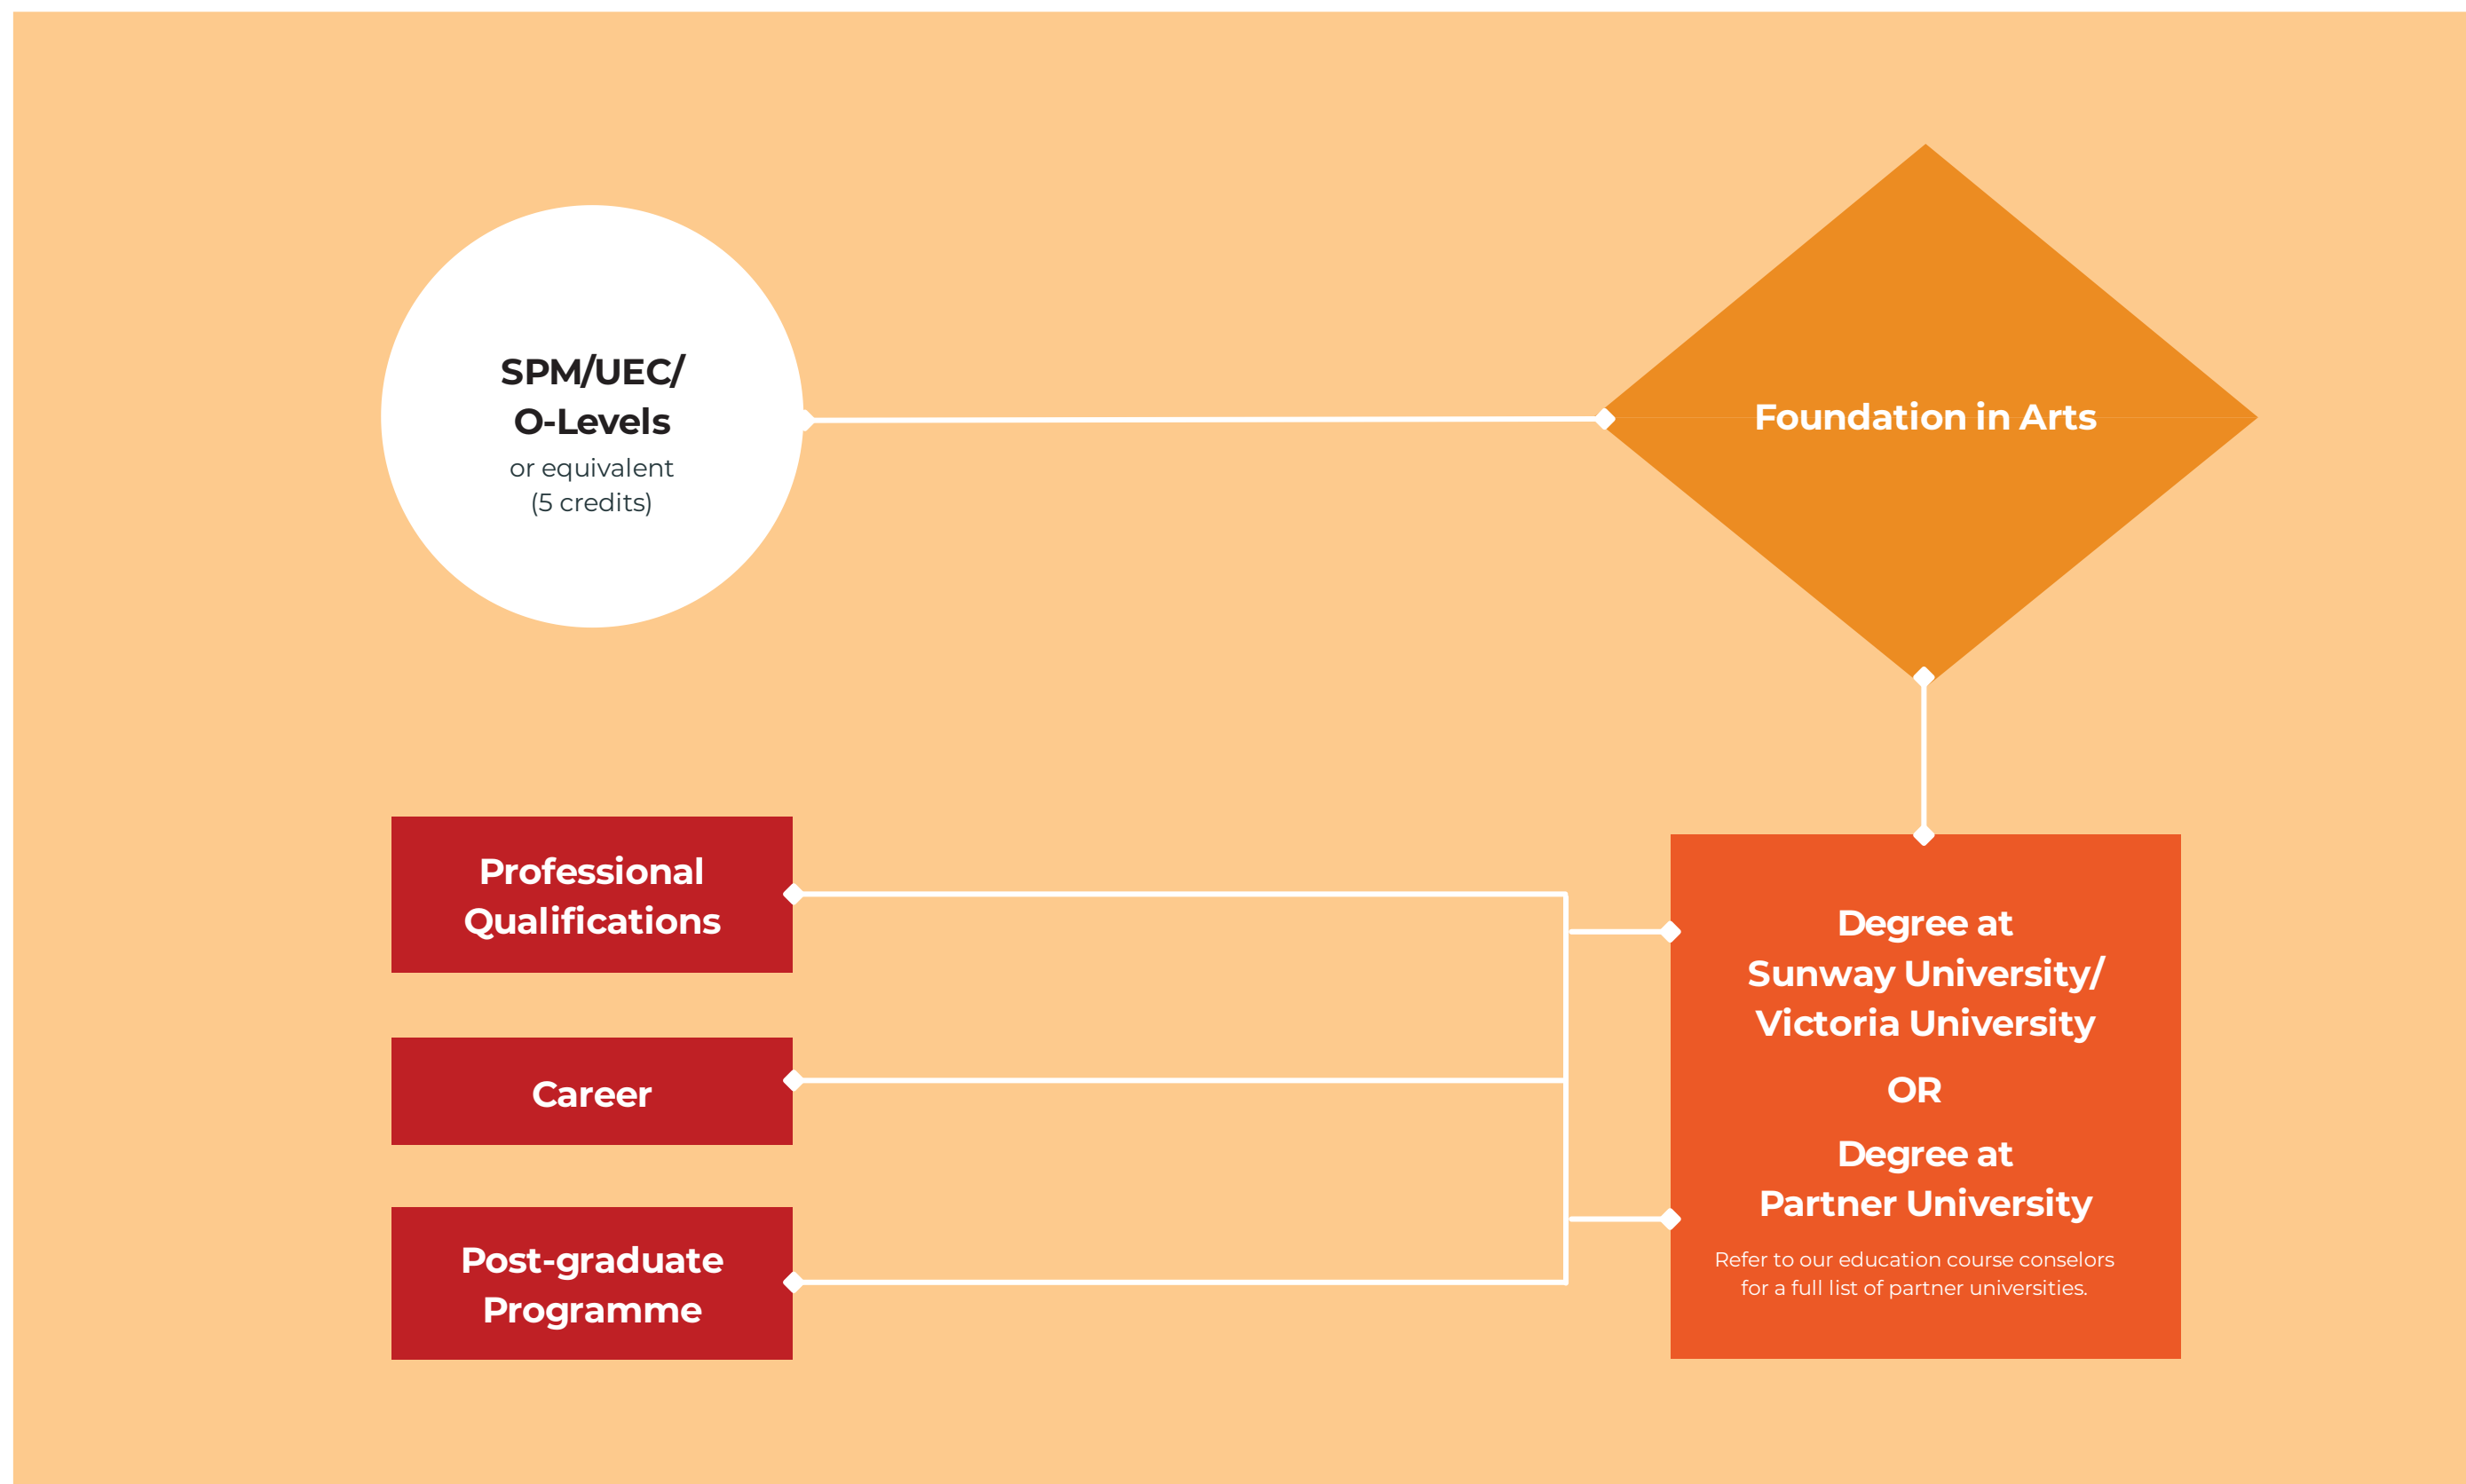 SPM/UEC/
O-Levels
or equivalent
(5 credits)
Foundation in Arts
Professional
Qualifications
Career
Post-graduate
Programme
Degree at
Sunway University/
Victoria University
OR
Degree at
Partner University
Refer to our education course conselors
for a full list of partner universities.